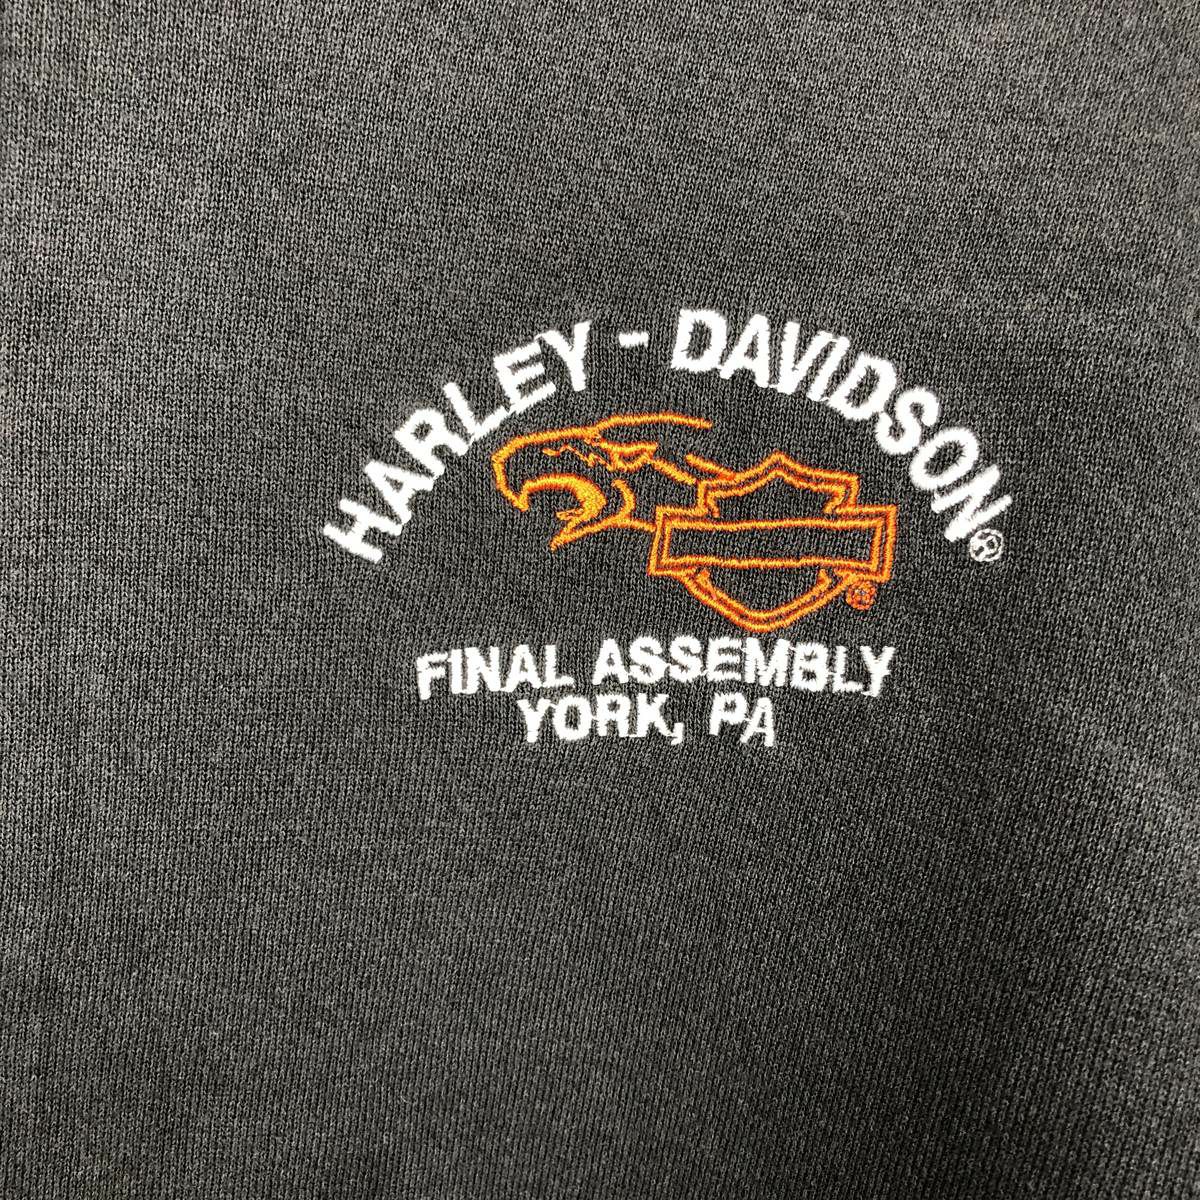 HARLEY - DAVIDSON®
®
FINAL ASSEMBLY
YORK, PA